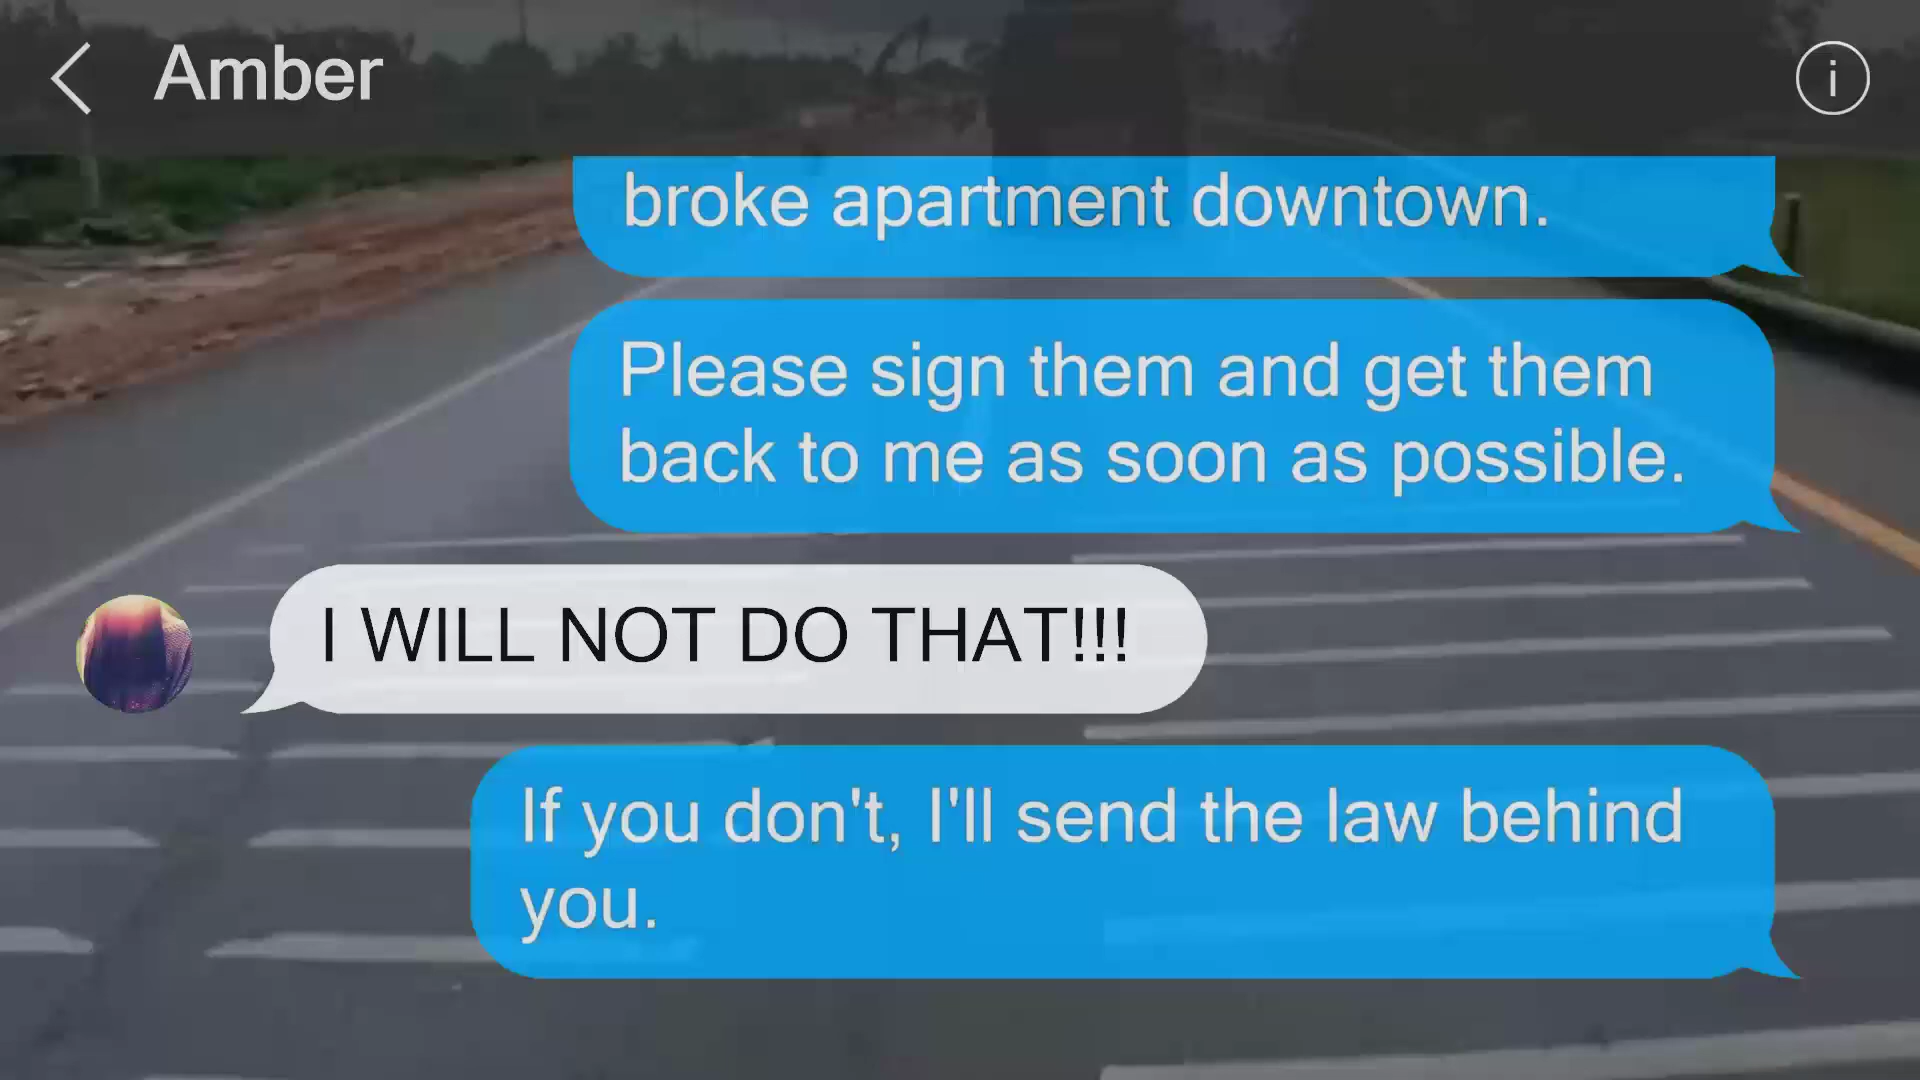 Amber
i
broke apartment downtown.
Please sign them and get them
back to me as soon as possible.
I WILL NOT DO THAT!!!
If you don't, I'll send the law behind
you.